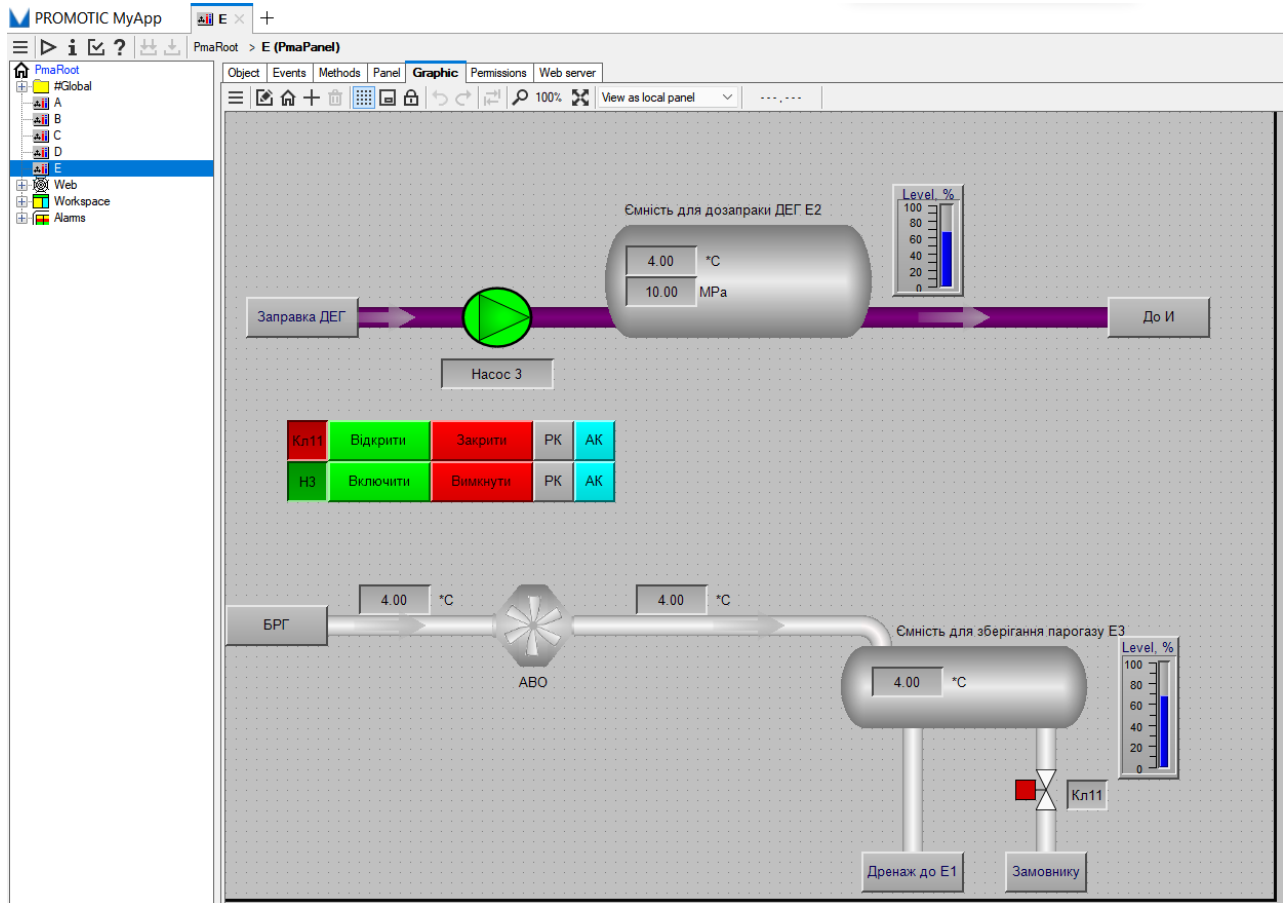 PROMOTIC MyApp
E
PmaRoot > E (PmaPanel)
PmaRoot
#Global
A
B
C
D
E
Web
Workspace
Alarms
Object Events Methods Panel Graphic Permissions Web server
100% View as local panel ---,---
Level, %
100
80
60
40
20
0
Ємність для дозапраки ДЕГ Е2
4.00 *C
10.00 MPa
Заправка ДЕГ
До И
Насос 3
Кл11 Відкрити Закрити РК АК
Н3 Включити Вимкнути РК АК
4.00 *C
4.00 *C
БРГ
АВО
Ємність для зберігання парогазу Е3
Level, %
100
80
60
40
20
0
4.00 *C
Кл11
Дренаж до Е1
Замовнику